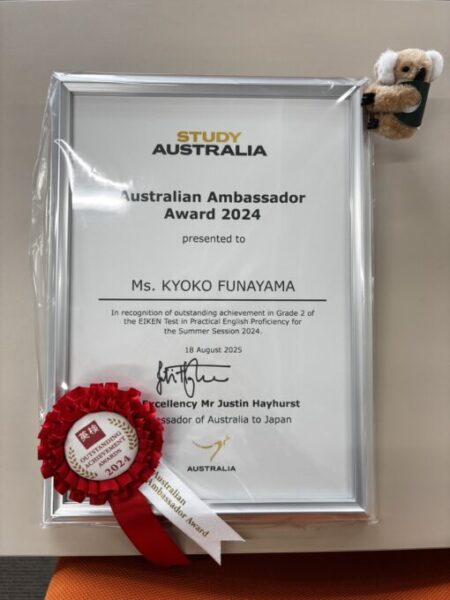 STUDY
AUSTRALIA
Australian Ambassador
Award 2024
presented to
Ms. KYOKO FUNAYAMA
In recognition of outstanding achievement in Grade 2 of
the EIKEN Test in Practical English Proficiency for
the Summer Session 2024.
18 August 2025
Excellency Mr Justin Hayhurst
of Australia to Japan
AUSTRALIA
英検
OUTSTANDING
ACHIEVEMENT
AWARDS
2024
Australian
Ambassador Award